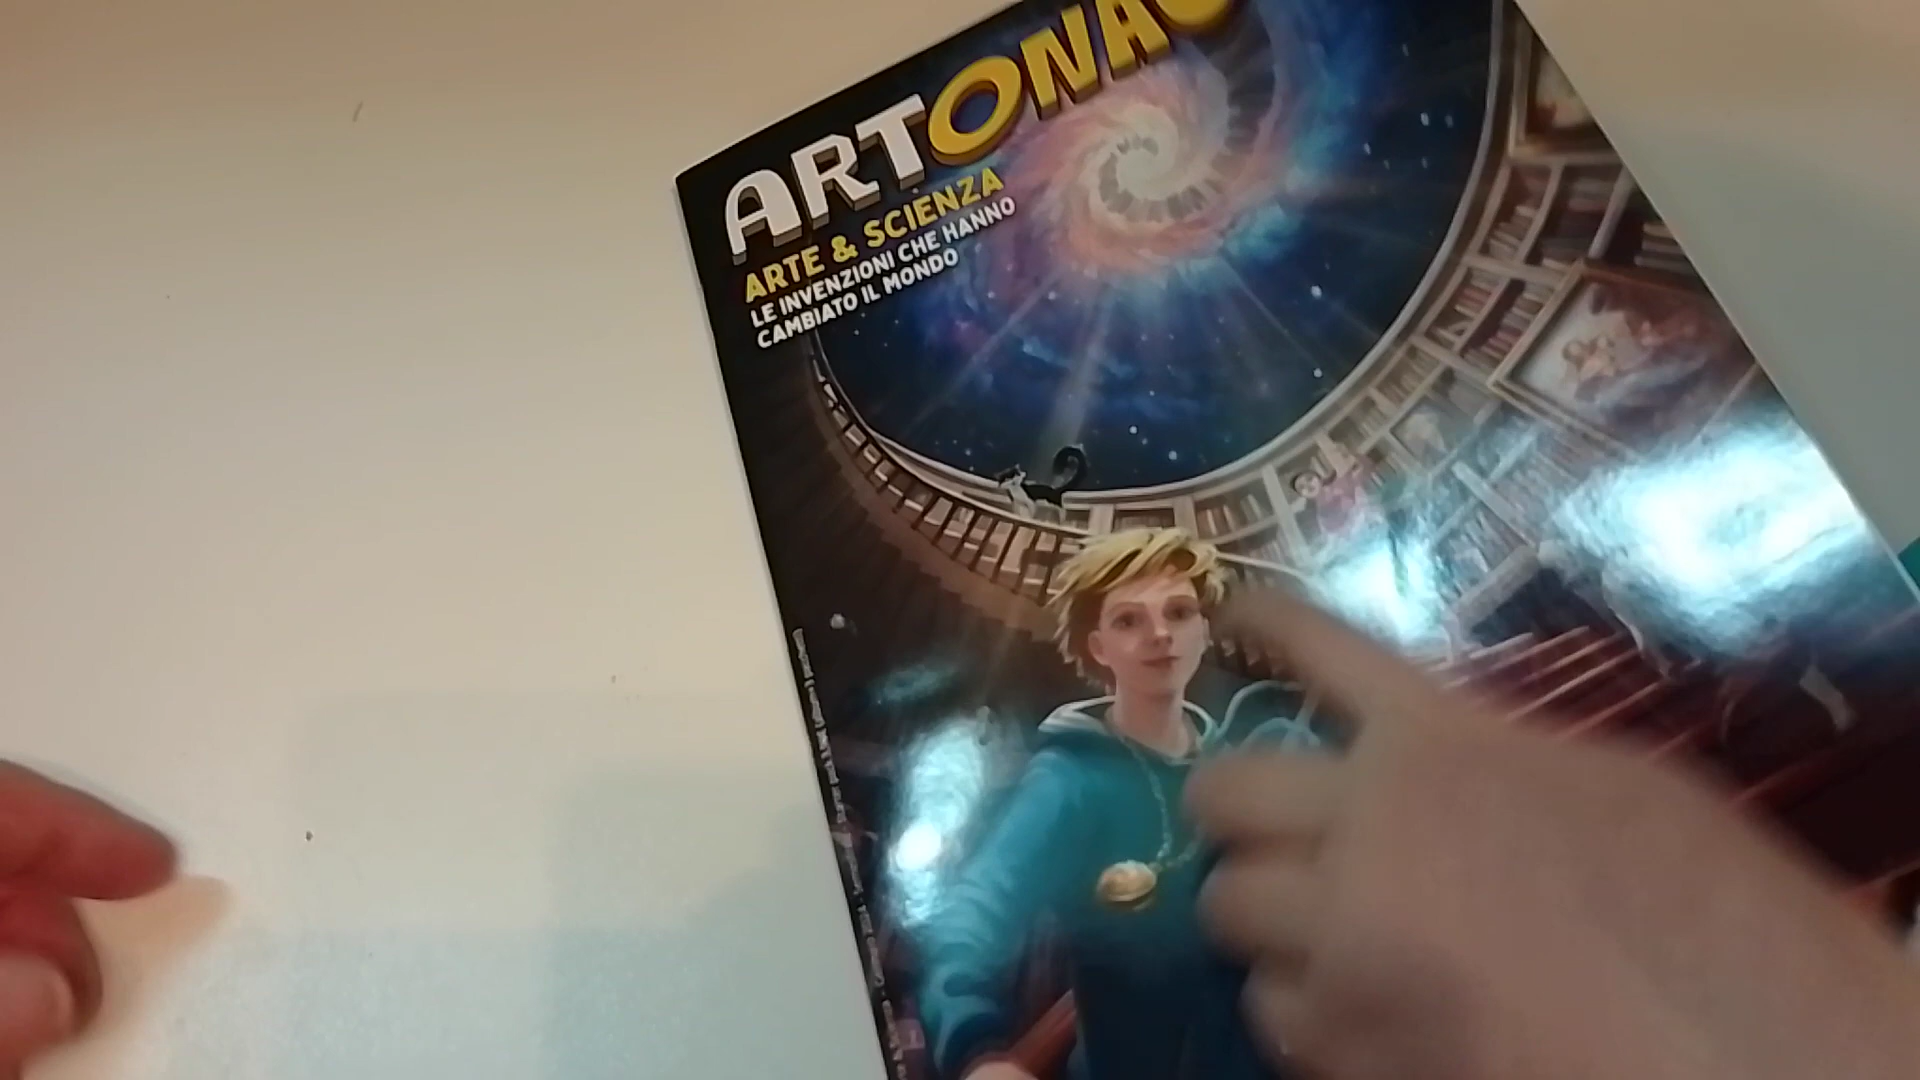 ARTONAU
ARTE & SCIENZA
LE INVENZIONI CHE HANNO
CAMBIATO IL MONDO